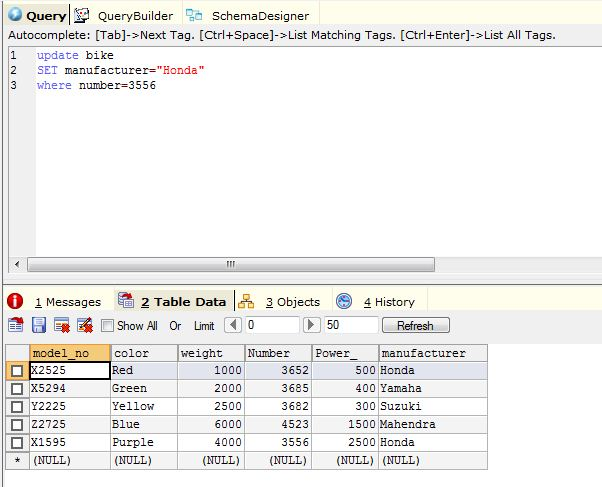 Query QueryBuilder SchemaDesigner
Autocomplete: [Tab]->Next Tag. [Ctrl+Space]->List Matching Tags. [Ctrl+Enter]->List All Tags.
1 update bike
2 SET manufacturer="Honda"
3 where number=3556
1 Messages 2 Table Data 3 Objects 4 History
Show All Or Limit 0 50 Refresh
model_no color weight Number Power_ manufacturer
X2525 Red 1000 3652 500 Honda
X5294 Green 2000 3685 400 Yamaha
Y2225 Yellow 2500 3682 300 Suzuki
Z2725 Blue 6000 4523 1500 Mahendra
X1595 Purple 4000 3556 2500 Honda
* (NULL) (NULL) (NULL) (NULL) (NULL) (NULL)